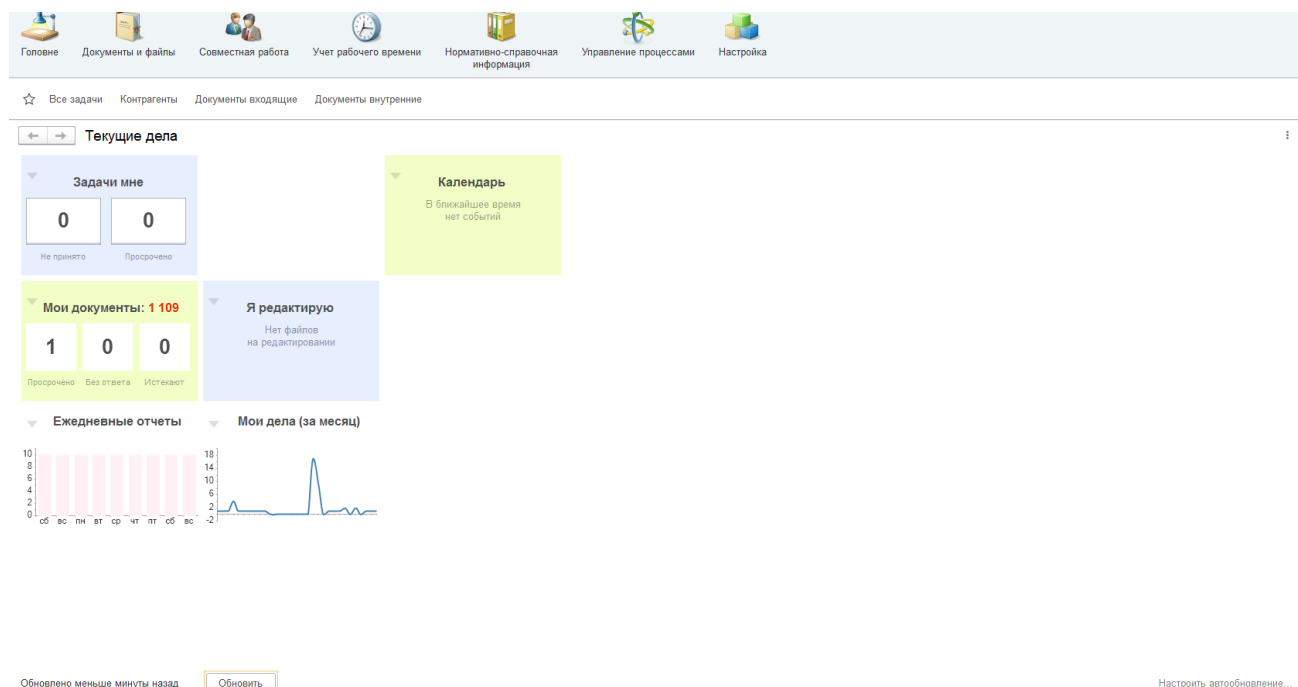 Головне
Документы и файлы
Совместная работа
Учет рабочего времени
Нормативно-справочная
информация
Управление процессами
Настройка
Все задачи
Контрагенты
Документы входящие
Документы внутренние
Текущие дела
Задачи мне
0
0
Не принято
Просрочено
Календарь
В ближайшее время
нет событий
Мои документы: 1 109
1
0
0
Просрочено
Без ответа
Истекают
Я редактирую
Нет файлов
на редактировании
Ежедневные отчеты
10
8
6
4
2
0
сб вс пн вт ср чт пт сб вс
Мои дела (за месяц)
18
14
10
6
2
-2
Обновлено меньше минуты назад
Обновить
Настроить автообновление...